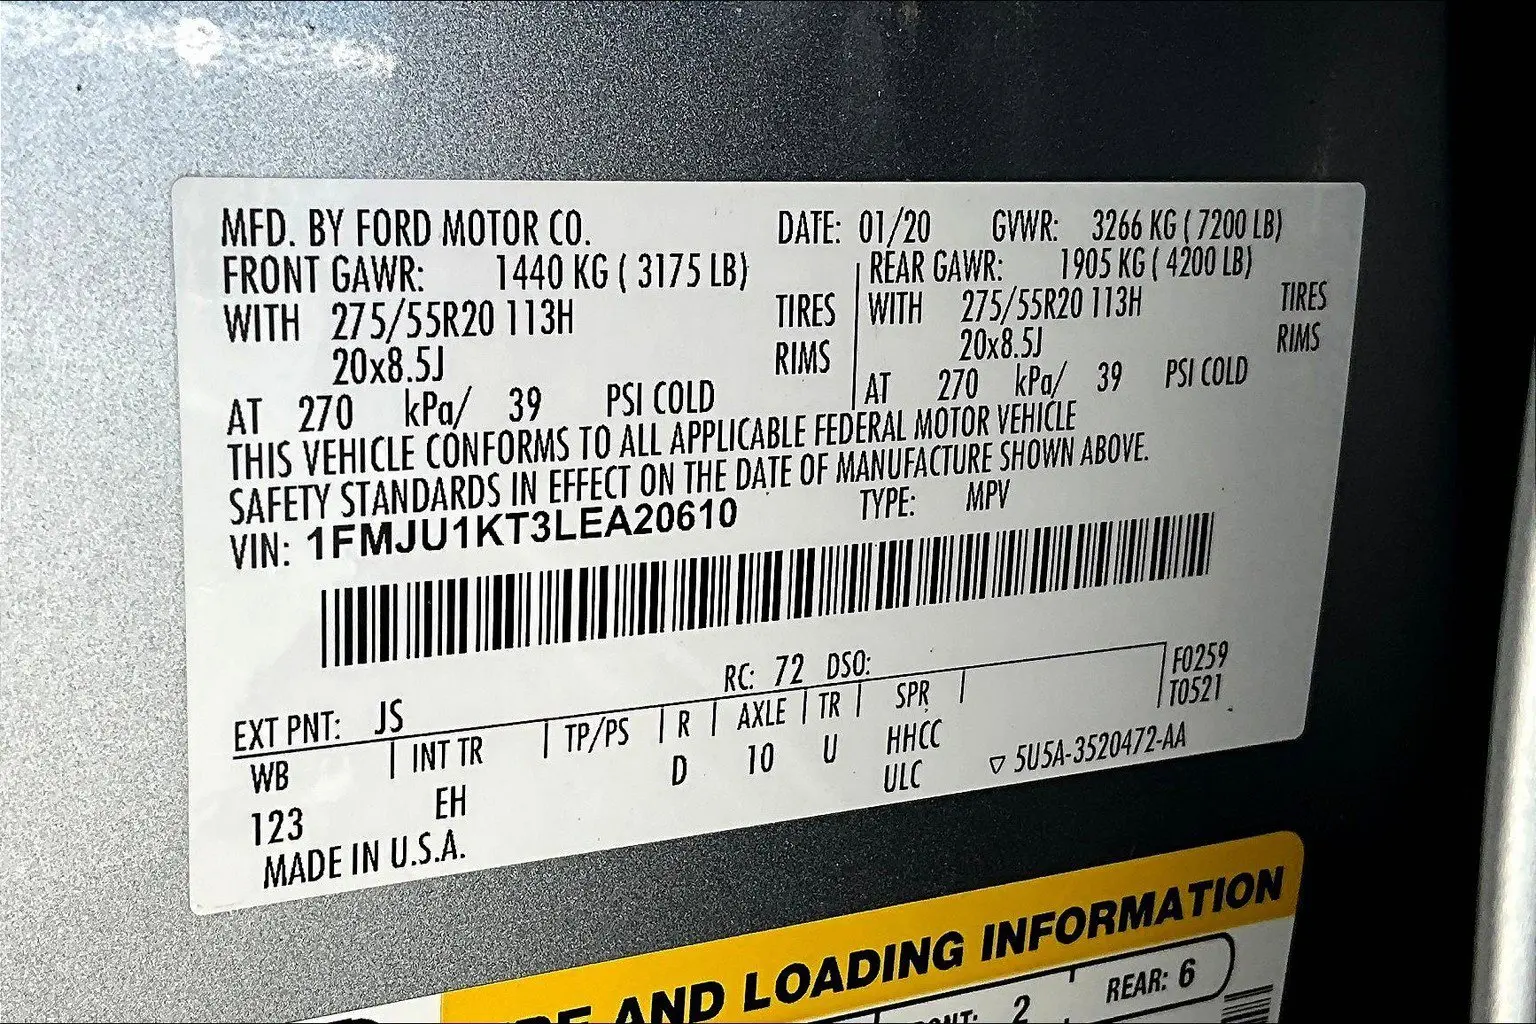 MFD. BY FORD MOTOR CO. DATE: 01/20 GVWR: 3266 KG ( 7200 LB)
FRONT GAWR: 1440 KG ( 3175 LB) REAR GAWR: 1905 KG ( 4200 LB)
WITH 275/55R20 113H TIRES WITH 275/55R20 113H TIRES
20x8.5J RIMS 20x8.5J RIMS
AT 270 kPa/ 39 PSI COLD AT 270 kPa/ 39 PSI COLD
THIS VEHICLE CONFORMS TO ALL APPLICABLE FEDERAL MOTOR VEHICLE
SAFETY STANDARDS IN EFFECT ON THE DATE OF MANUFACTURE SHOWN ABOVE.
VIN: 1FMJU1KT3LEA20610 TYPE: MPV
EXT PNT: JS RC: 72 DSO: F0259
WB INT TR TP/PS R AXLE TR SPR T0521
123 EH D 10 U HHCC
ULC ▽ 5U5A-3520472-AA
MADE IN U.S.A.
AND LOADING INFORMATION
2 REAR: 6